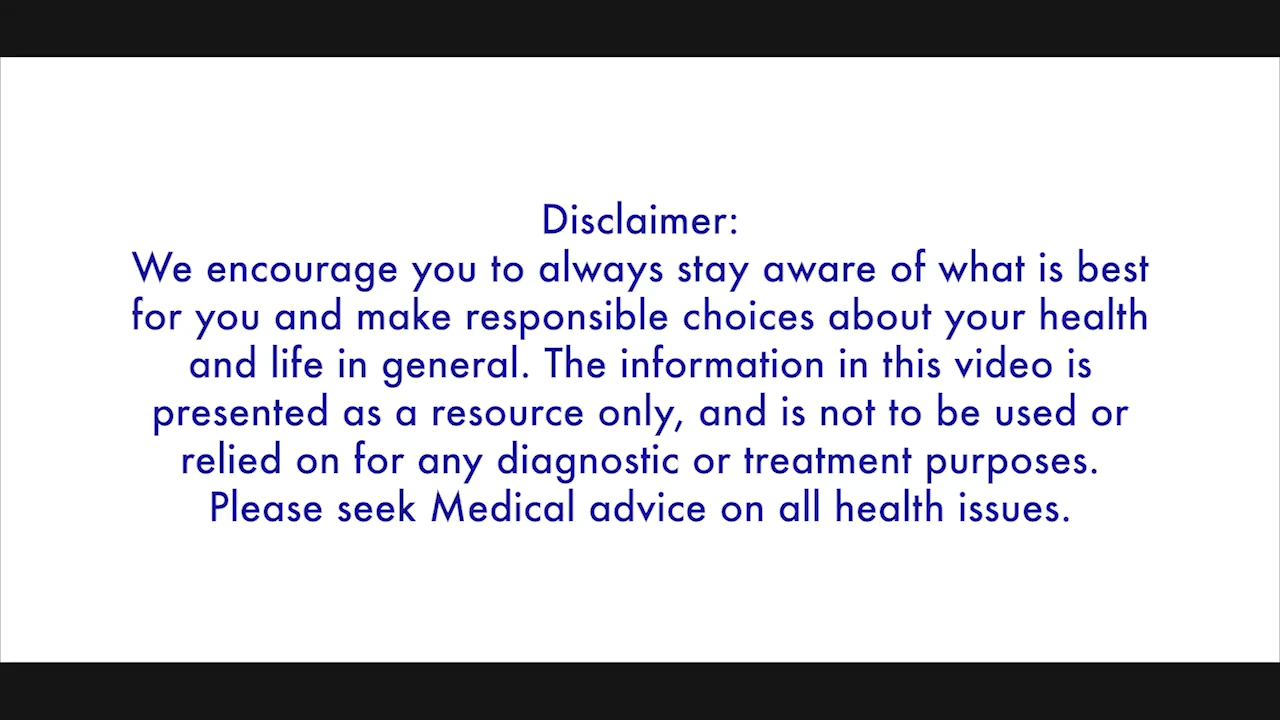 Disclaimer:
We encourage you to always stay aware of what is best
for you and make responsible choices about your health
and life in general. The information in this video is
presented as a resource only, and is not to be used or
relied on for any diagnostic or treatment purposes.
Please seek Medical advice on all health issues.